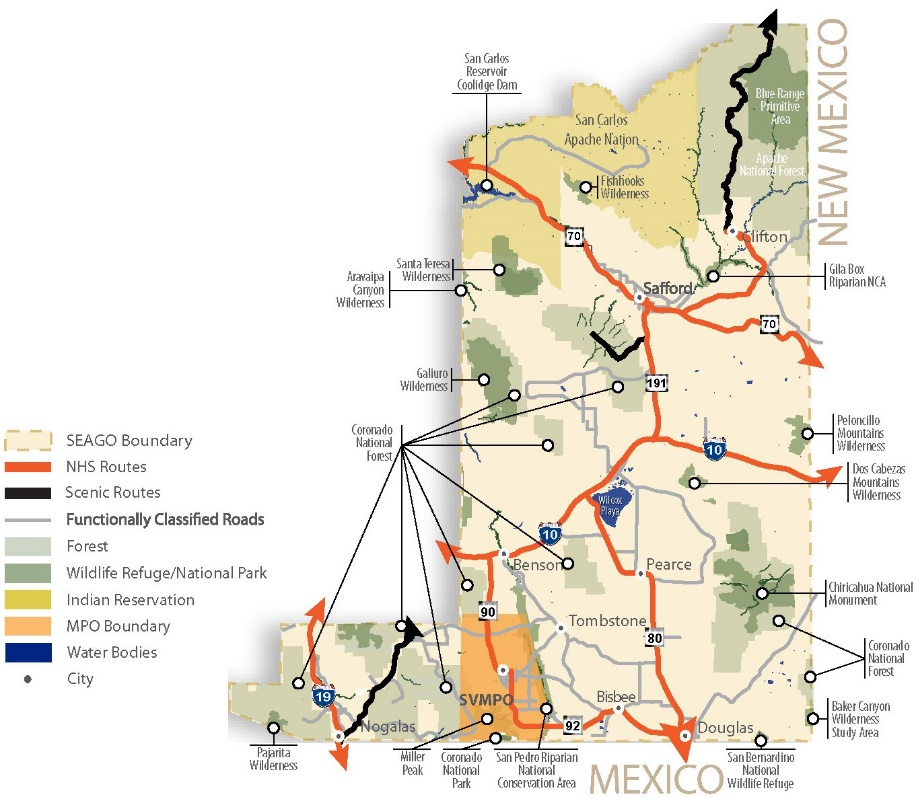 San Carlos
Reservoir
Coolidge Dam
San Carlos
Apache Nation
Blue Range
Primitive
Area
Apache
National Forest
NEW MEXICO
Fishhooks
Wilderness
70
Clifton
Santa Teresa
Wilderness
Aravaipa
Canyon
Wilderness
Gila Box
Riparian NCA
Safford
70
Galiuro
Wilderness
191
Coronado
National
Forest
10
Peloncillo
Mountains
Wilderness
Dos Cabezas
Mountains
Wilderness
Wilcox
Playa
10
Benson
Pearce
Chiricahua National
Monument
90
Tombstone
80
Coronado
National
Forest
19
SVMPO
Bisbee
Nogalas
92
Douglas
Baker Canyon
Wilderness
Study Area
Pajarita
Wilderness
Miller
Peak
Coronado
National
Park
San Pedro Riparian
National
Conservation Area
San Bernardino
National
Wildlife Refuge
MEXICO
SEAGO Boundary
NHS Routes
Scenic Routes
Functionally Classified Roads
Forest
Wildlife Refuge/National Park
Indian Reservation
MPO Boundary
Water Bodies
City